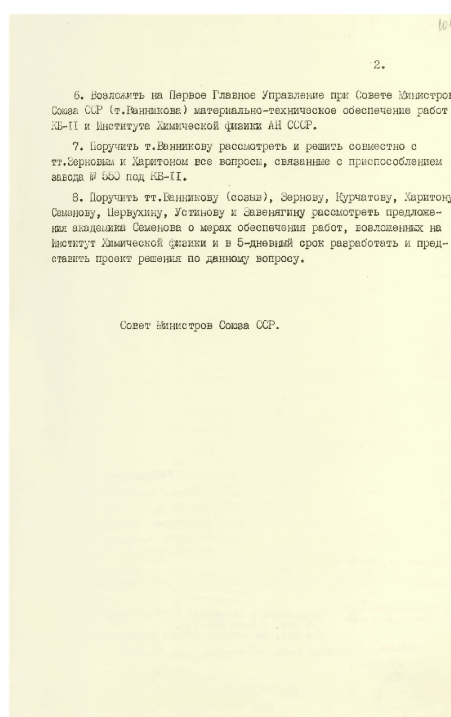 2.
6. Возложить на Первое Главное Управление при Совете Министров
Союза ССР (т.Ванникова) материально-техническое обеспечение работ
КБ-II и Института Химической физики АН СССР.
7. Поручить т.Ванникову рассмотреть и решить совместно с
тт.Зерновым и Харитоном все вопросы, связанные с приспособлением
завода № 550 под КБ-II.
8. Поручить тт.Ванникову (созыв), Зернову, Курчатову, Харитону
Семенову, Первухину, Устинову и Завенягину рассмотреть предложе-
ния академика Семенова о мерах обеспечения работ, возложенных на
Институт Химической физики и в 5-дневный срок разработать и пред-
ставить проект решения по данному вопросу.
Совет Министров Союза ССР.